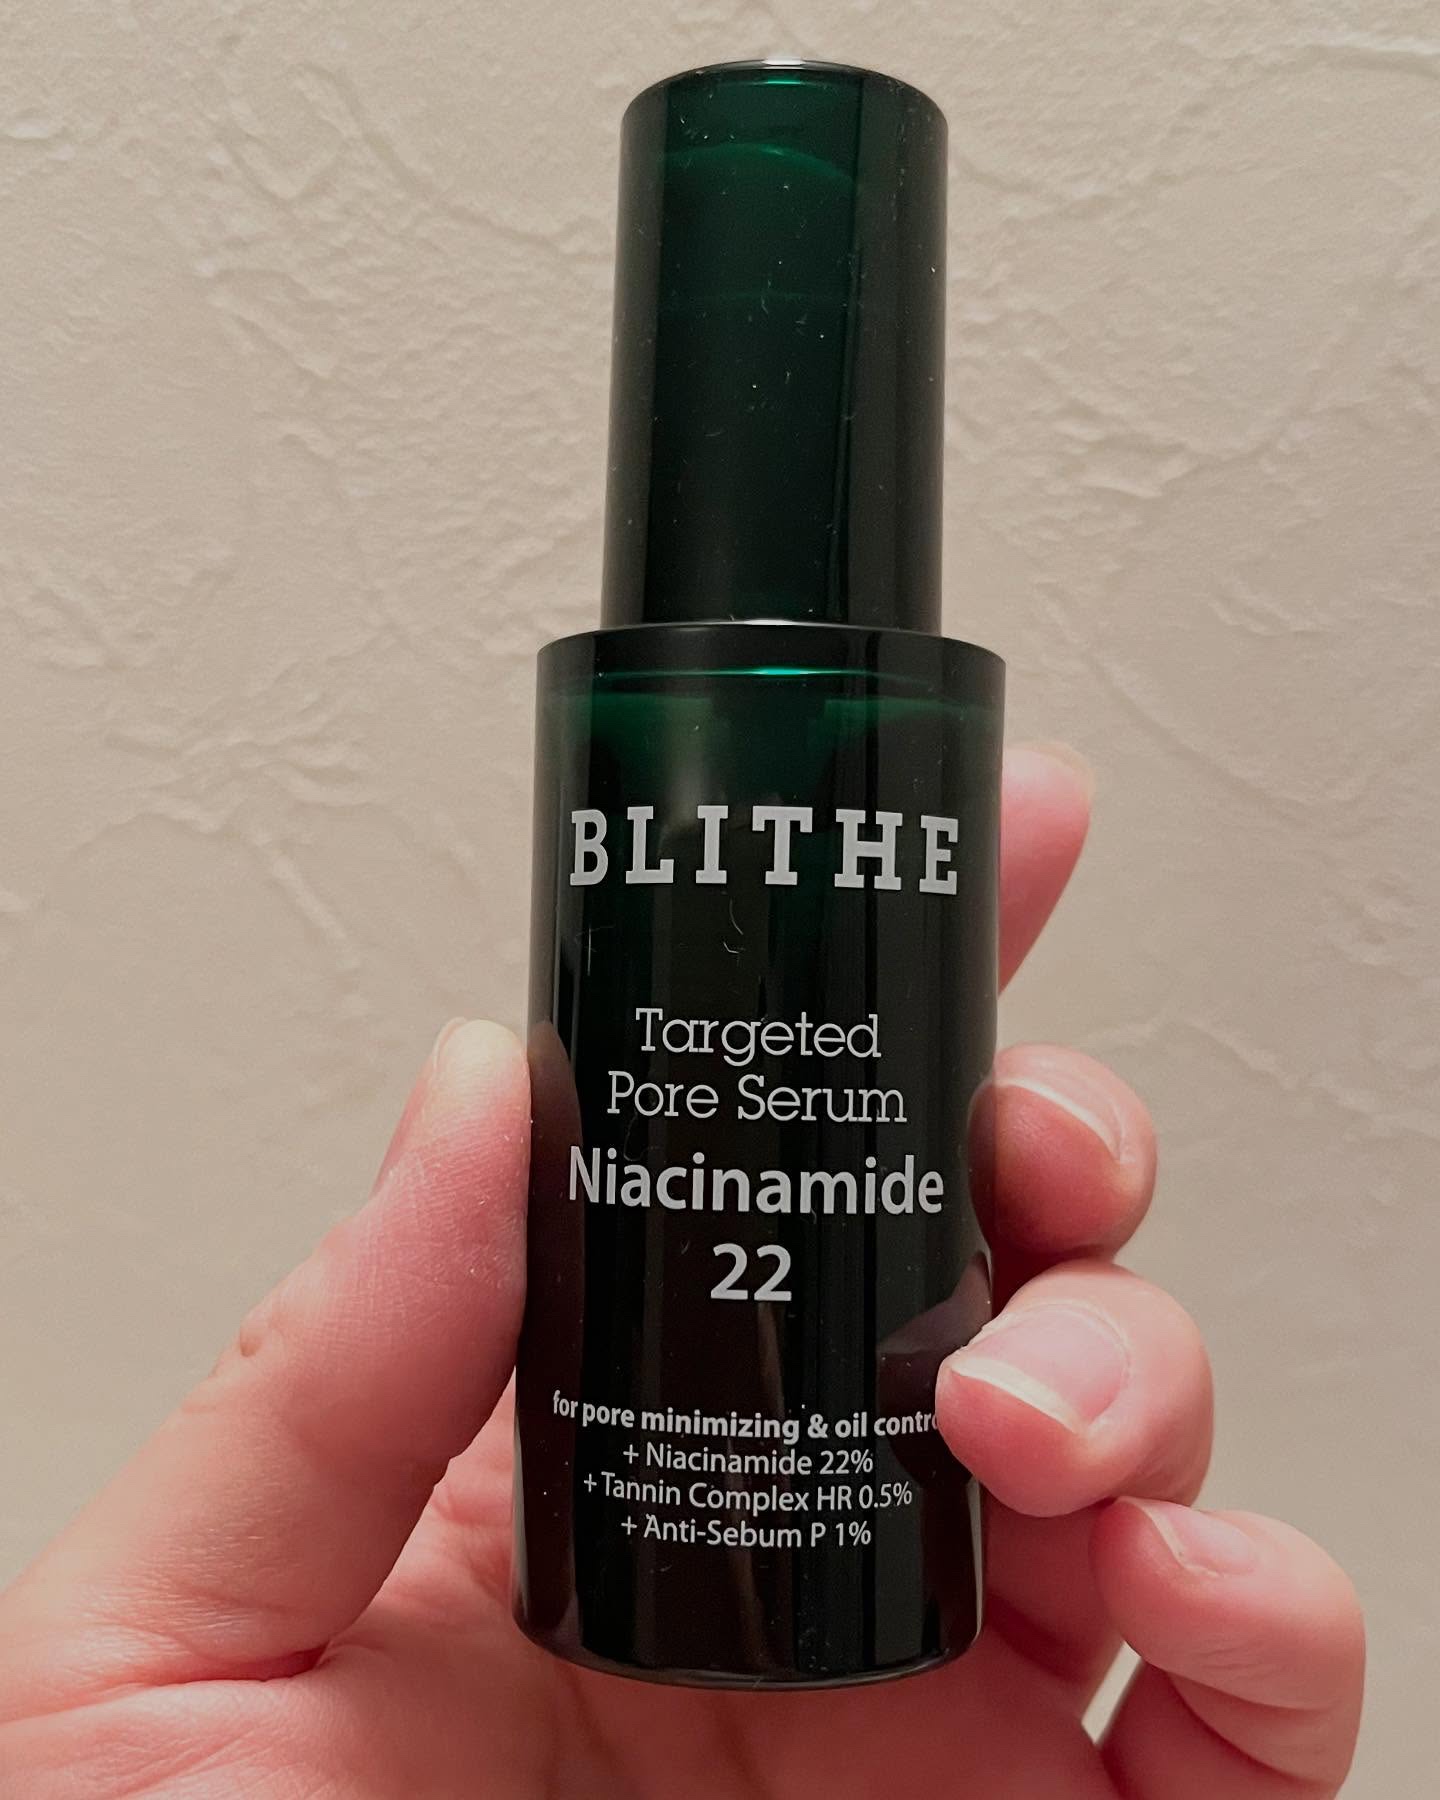 BLITHE
Targeted
Pore Serum
Niacinamide
22
for pore minimizing & oil contro
+ Niacinamide 22%
+ Tannin Complex HR 0.5%
+ Anti-Sebum P 1%